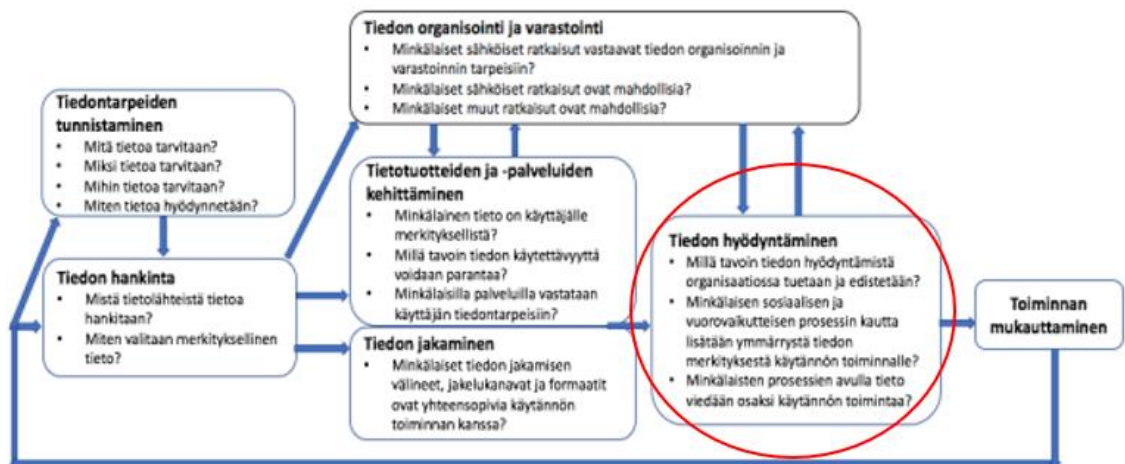 Tiedon organisointi ja varastointi
• Minkälaiset sähköiset ratkaisut vastaavat tiedon organisoinnin ja
varastoinnin tarpeisiin?
• Minkälaiset sähköiset ratkaisut ovat mahdollisia?
• Minkälaiset muut ratkaisut ovat mahdollisia?
Tiedontarpeiden
tunnistaminen
• Mitä tietoa tarvitaan?
• Miksi tietoa tarvitaan?
• Mihin tietoa tarvitaan?
• Miten tietoa hyödynnetään?
Tiedon hankinta
• Mistä tietolähteistä tietoa
hankitaan?
• Miten valitaan merkityksellinen
tieto?
Tietotuotteiden ja -palveluiden
kehittäminen
• Minkälainen tieto on käyttäjälle
merkityksellistä?
• Millä tavoin tiedon käytettävyyttä
voidaan parantaa?
• Minkälaisilla palveluilla vastataan
käyttäjän tiedontarpeisiin?
Tiedon jakaminen
• Minkälaiset tiedon jakamisen
välineet, jakelukanavat ja formaatit
ovat yhteensopivia käytännön
toiminnan kanssa?
Tiedon hyödyntäminen
• Millä tavoin tiedon hyödyntämistä
organisaatiossa tuetaan ja edistetään?
• Minkälaisen sosiaalisen ja
vuorovaikutteisen prosessin kautta
lisätään ymmärrystä tiedon
merkityksestä käytännön toiminnalle?
• Minkälaisten prosessien avulla tieto
viedään osaksi käytännön toimintaa?
Toiminnan
mukauttaminen